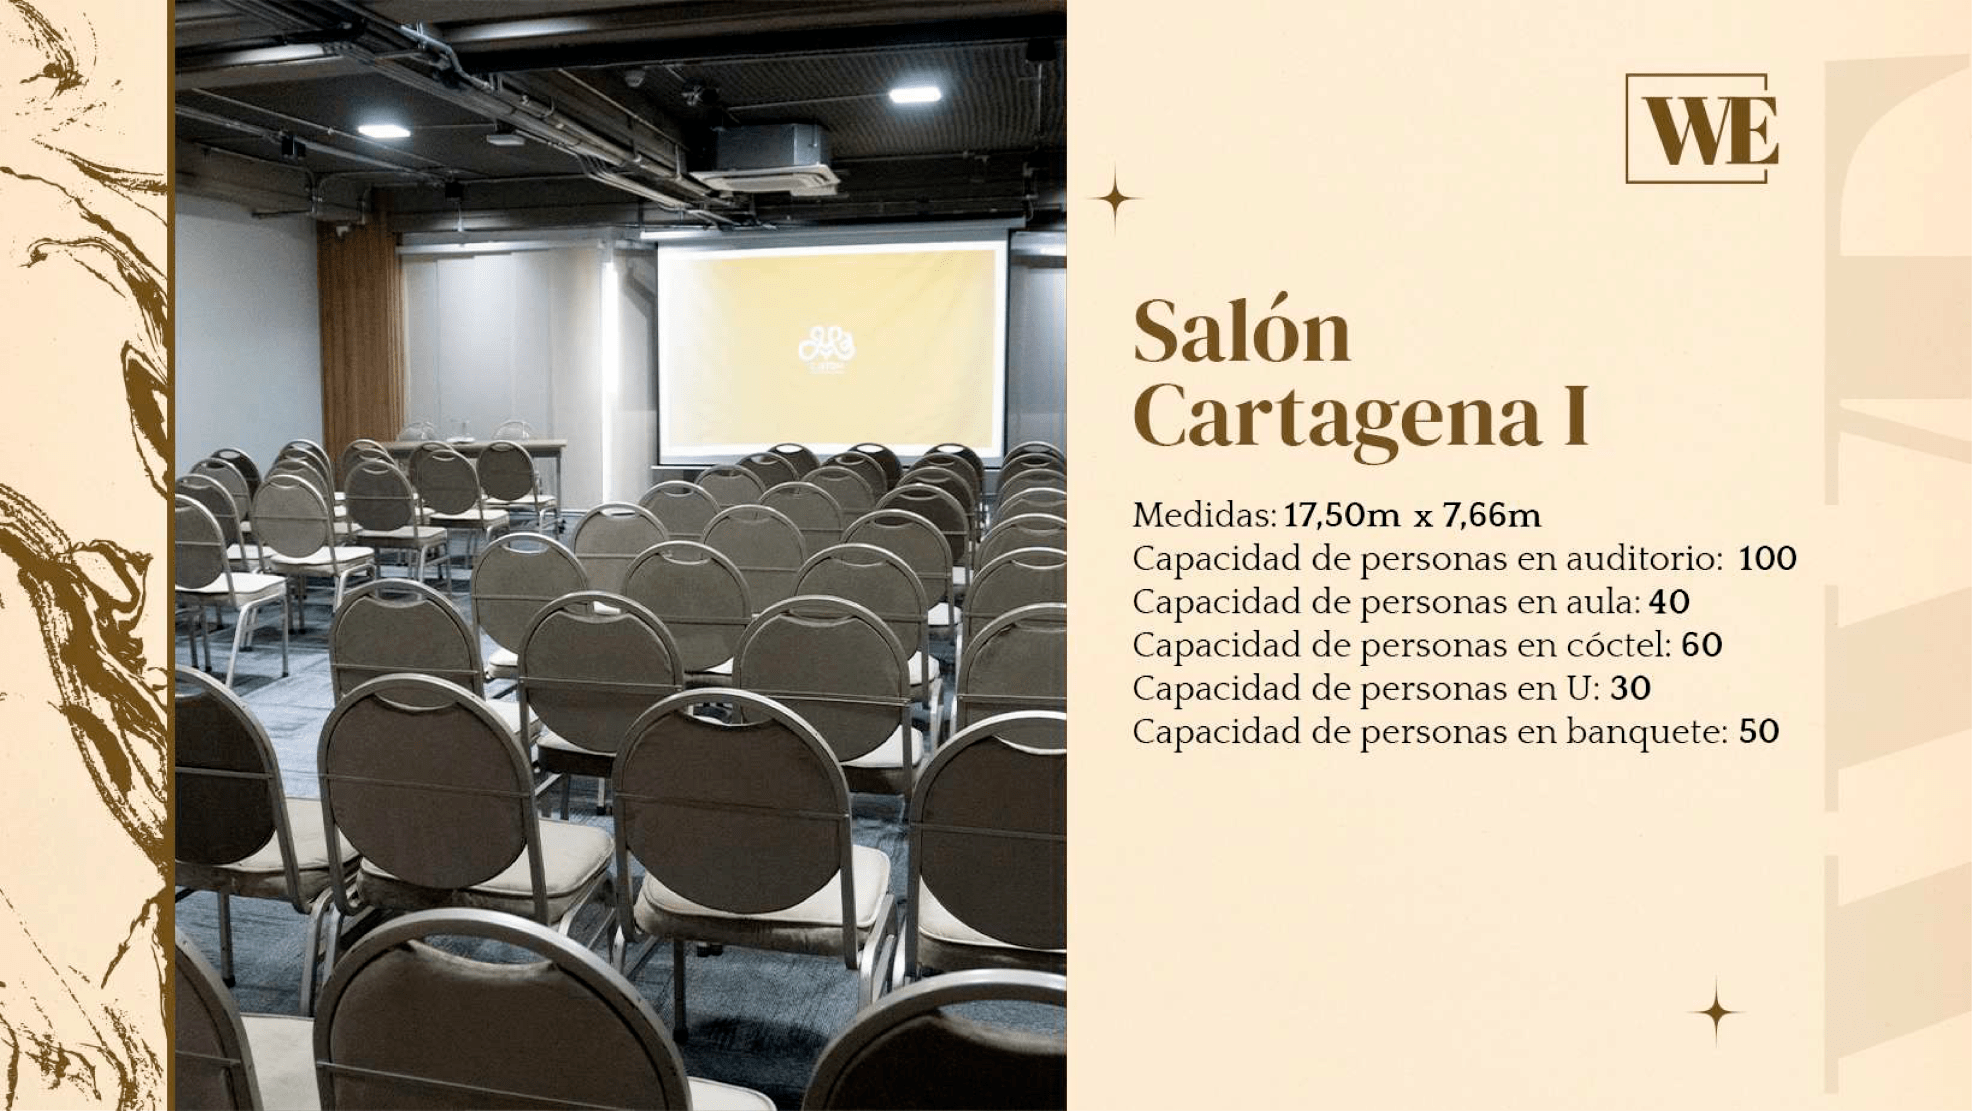 WE
Salón
Cartagena I
Medidas: 17,50m x 7,66m
Capacidad de personas en auditorio: 100
Capacidad de personas en aula: 40
Capacidad de personas en cóctel: 60
Capacidad de personas en U: 30
Capacidad de personas en banquete: 50